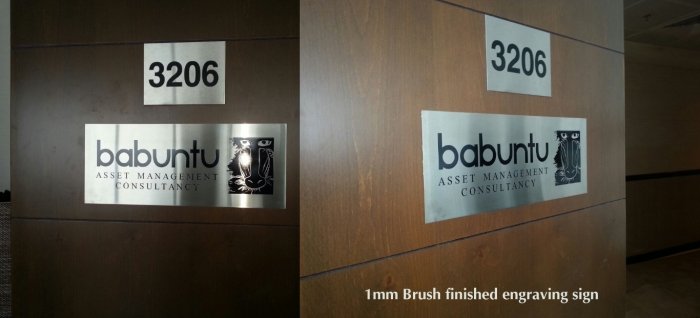 3206
babuntu
ASSET MANAGEMENT
CONSULTANCY
3206
babuntu
ASSET MANAGEMENT
CONSULTANCY
1mm Brush finished engraving sign